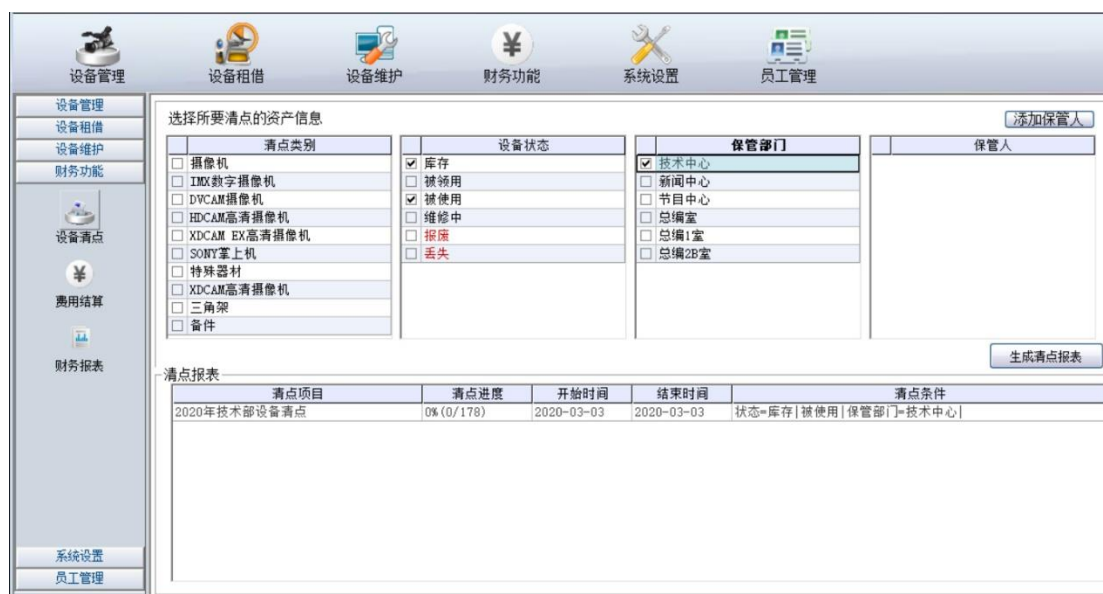 设备管理 设备租借 设备维护 财务功能 系统设置 员工管理
设备管理
设备租借
设备维护
财务功能
设备清点
费用结算
财务报表
系统设置
员工管理
选择所要清点的资产信息 添加保管人
清点类别 设备状态 保管部门 保管人
摄像机 库存 技术中心
IMX数字摄像机 被领用 新闻中心
DVCAM摄像机 被使用 节目中心
HDCAM高清摄像机 维修中 总编室
XDCAM EX高清摄像机 报废 总编1室
SONY掌上机 丢失 总编2B室
特殊器材
XDCAM高清摄像机
三角架
备件
生成清点报表
清点报表
清点项目 清点进度 开始时间 结束时间 清点条件
2020年技术部设备清点 0%(0/178) 2020-03-03 2020-03-03 状态=库存|被使用|保管部门=技术中心|